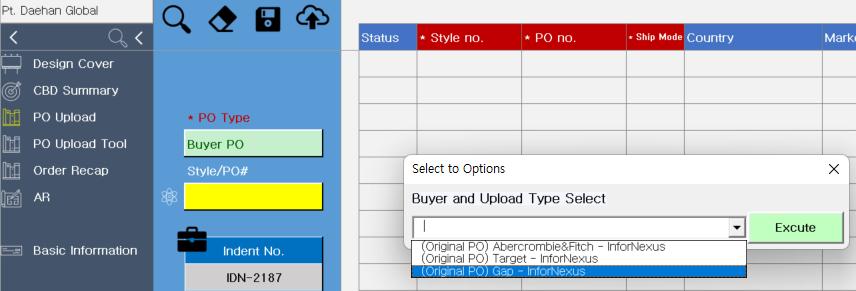 Pt. Daehan Global
Design Cover
CBD Summary
PO Upload
PO Upload Tool
Order Recap
AR
Basic Information
* PO Type
Buyer PO
Style/PO#
Indent No.
IDN-2187
Status
* Style no.
* PO no.
* Ship Mode
Country
Marke
Select to Options
Buyer and Upload Type Select
Excute
(Original PO) Abercrombie&Fitch - InforNexus
(Original PO) Target - InforNexus
(Original PO) Gap - InforNexus